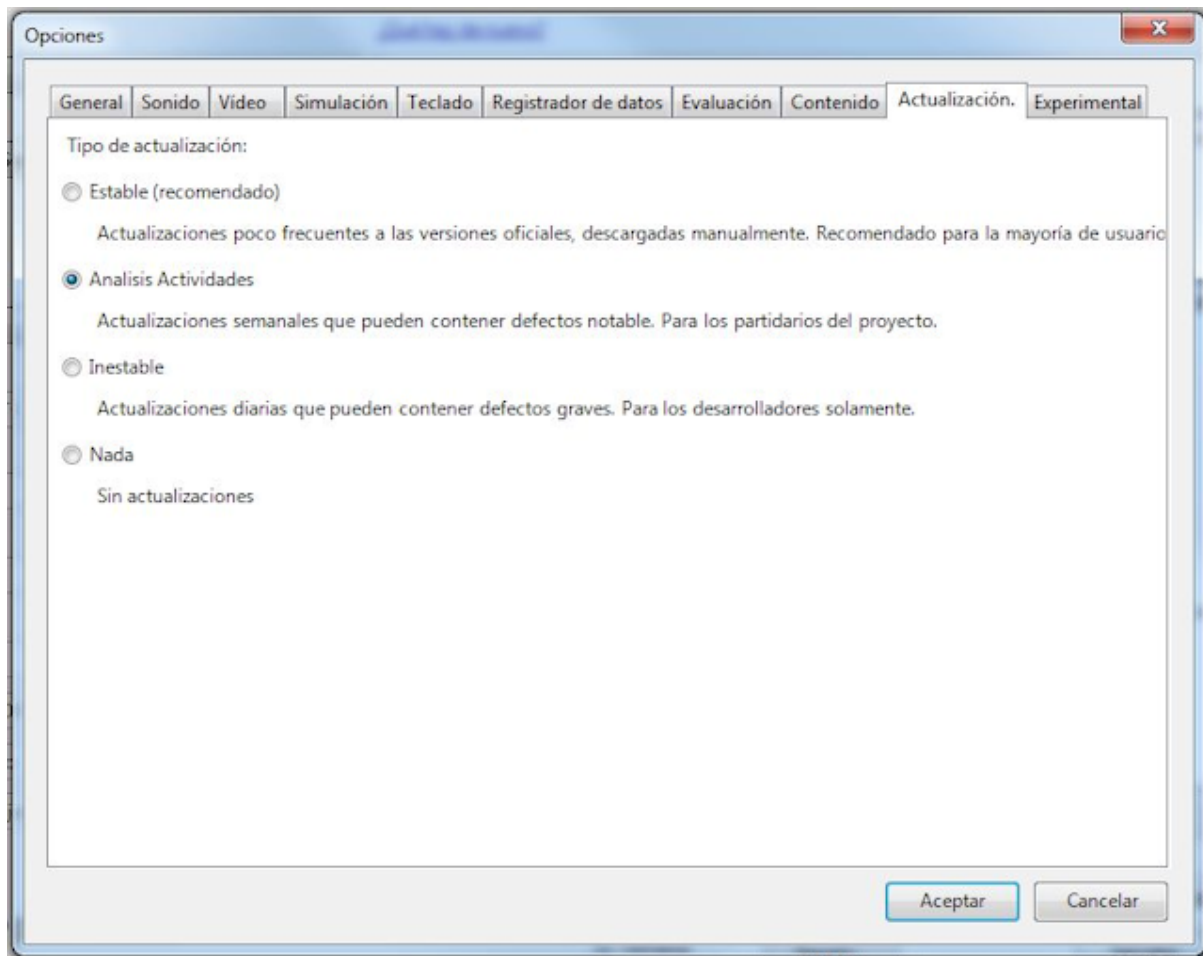 Opciones
General Sonido Vídeo Simulación Teclado Registrador de datos Evaluación Contenido Actualización. Experimental
Tipo de actualización:
Estable (recomendado)
Actualizaciones poco frecuentes a las versiones oficiales, descargadas manualmente. Recomendado para la mayoría de usuario
Analisis Actividades
Actualizaciones semanales que pueden contener defectos notable. Para los partidarios del proyecto.
Inestable
Actualizaciones diarias que pueden contener defectos graves. Para los desarrolladores solamente.
Nada
Sin actualizaciones
Aceptar Cancelar